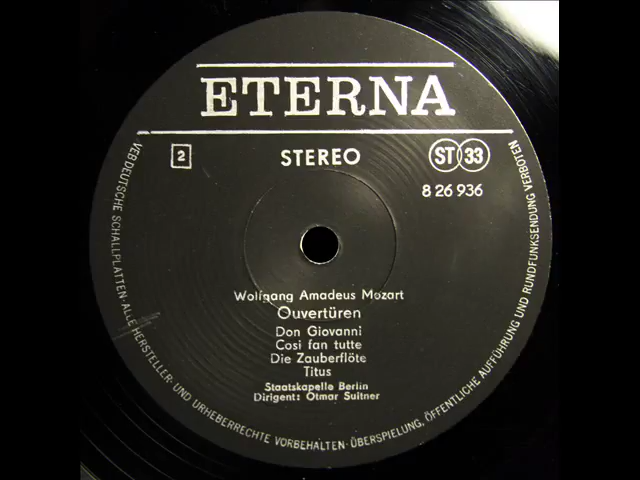 ETERNA
2 STEREO ST 33
8 26 936
Wolfgang Amadeus Mozart
Ouvertüren
Don Giovanni
Cosi fan tutte
Die Zauberflöte
Titus
Staatskapelle Berlin
Dirigent: Otmar Suitner
VEB DEUTSCHE SCHALLPLATTEN · ALLE HERSTELLER- UND URHEBERRECHTE VORBEHALTEN · ÜBERSPIELUNG, ÖFFENTLICHE AUFFÜHRUNG UND RUNDFUNKSENDUNG VERBOTEN